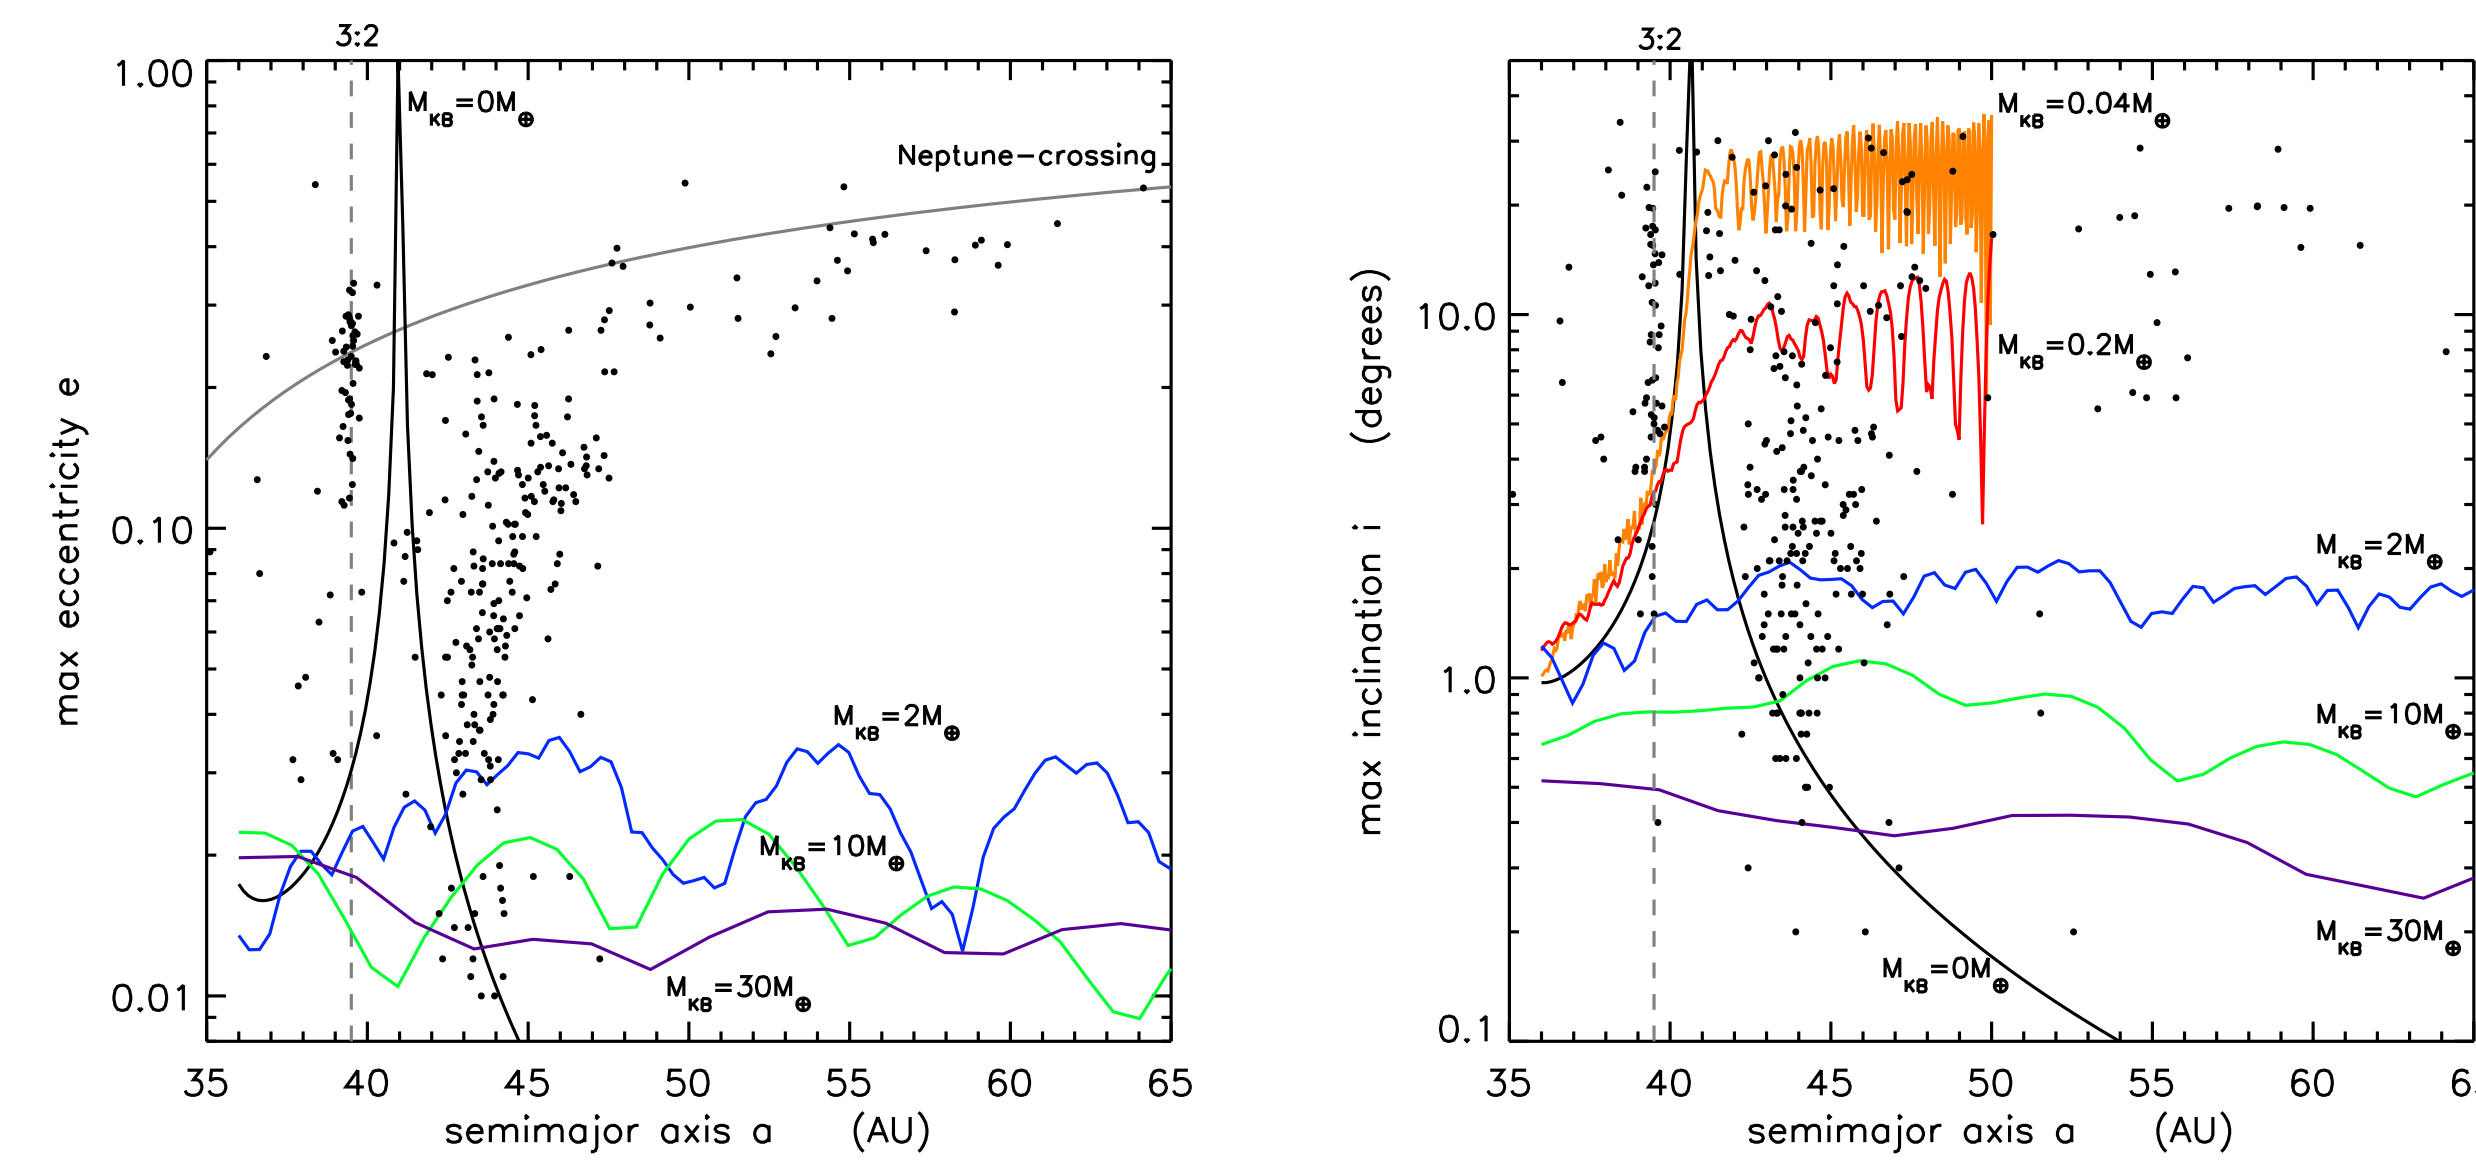 3:2
1.00
M_KB=0M⊕
Neptune-crossing
max eccentricity e
0.10
M_KB=2M⊕
M_KB=10M⊕
M_KB=30M⊕
0.01
35 40 45 50 55 60 65
semimajor axis a (AU)
3:2
M_KB=0.04M⊕
10.0
M_KB=0.2M⊕
max inclination i (degrees)
M_KB=2M⊕
1.0
M_KB=10M⊕
M_KB=30M⊕
M_KB=0M⊕
0.1
35 40 45 50 55 60 6
semimajor axis a (AU)